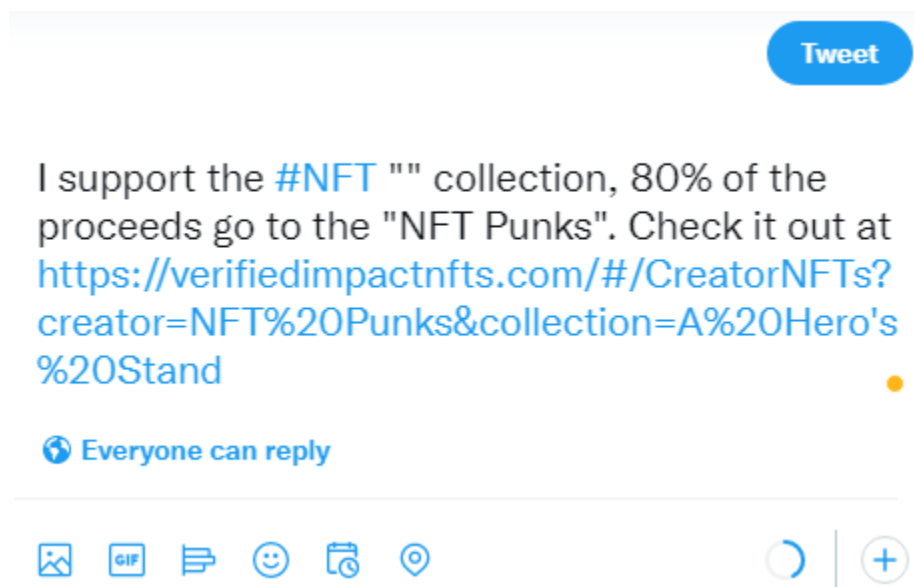 Tweet
I support the #NFT "" collection, 80% of the
proceeds go to the "NFT Punks". Check it out at
https://verifiedimpactnfts.com/#/CreatorNFTs?
creator=NFT%20Punks&collection=A%20Hero's
%20Stand
Everyone can reply
GIF